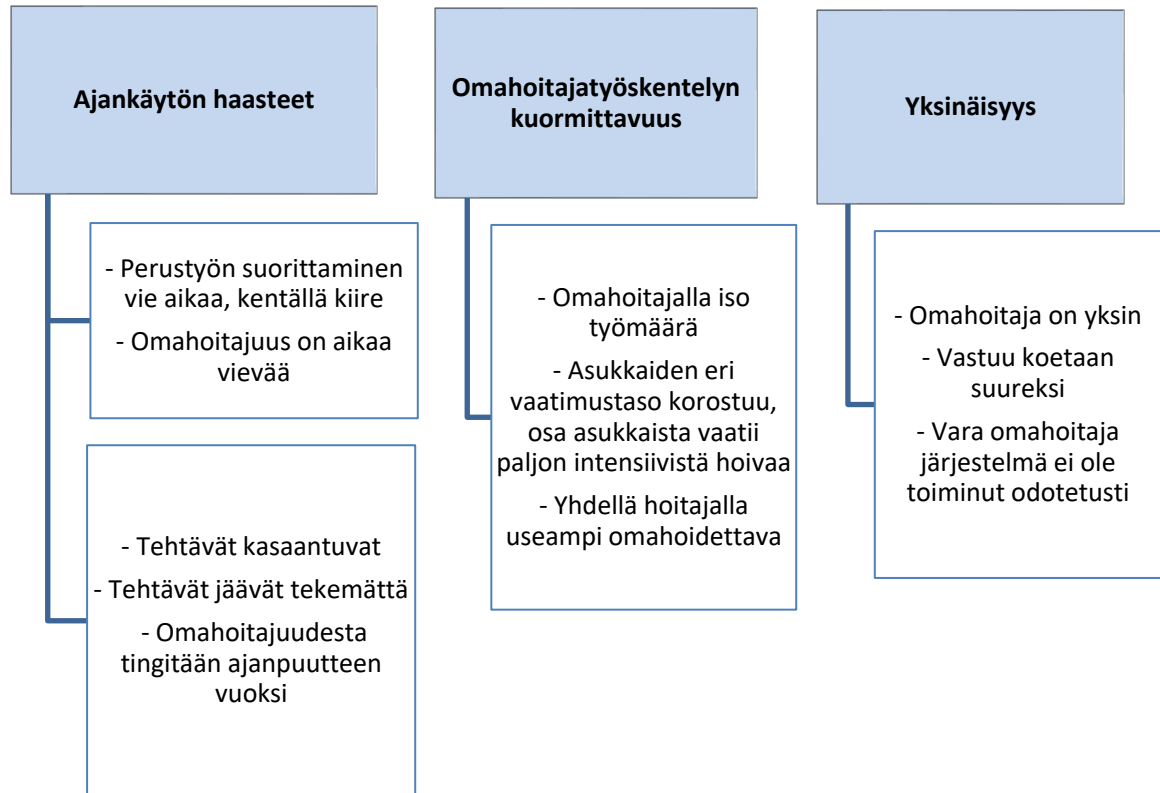 Ajankäytön haasteet
- Perustyön suorittaminen
vie aikaa, kentällä kiire
- Omahoitajuus on aikaa
vievää
- Tehtävät kasaantuvat
- Tehtävät jäävät tekemättä
- Omahoitajuudesta
tingitään ajanpuutteen
vuoksi
Omahoitajatyöskentelyn
kuormittavuus
- Omahoitajalla iso
työmäärä
- Asukkaiden eri
vaatimustaso korostuu,
osa asukkaista vaatii
paljon intensiivistä hoivaa
- Yhdellä hoitajalla
useampi omahoidettava
Yksinäisyys
- Omahoitaja on yksin
- Vastuu koetaan
suureksi
- Vara omahoitaja
järjestelmä ei ole
toiminut odotetusti